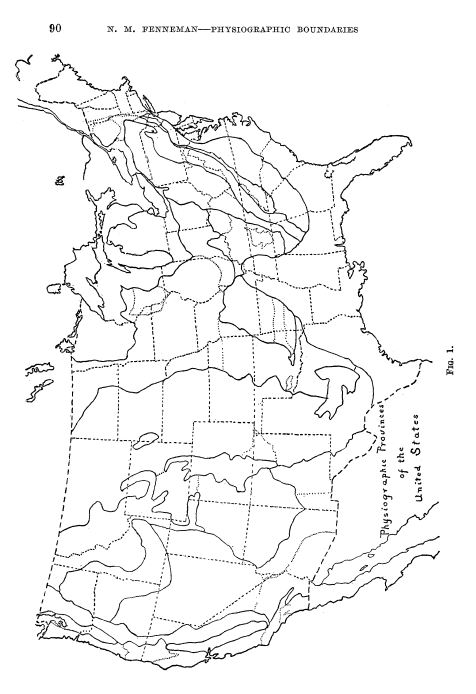 90
N. M. FENNEMAN—PHYSIOGRAPHIC BOUNDARIES
Physiographic Provinces
of the
United States
FIG. 1.